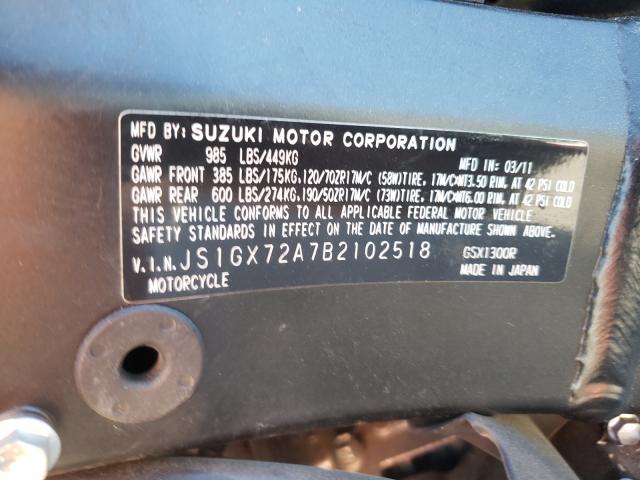 MFD BY: SUZUKI MOTOR CORPORATION
GVWR 985 LBS/449KG MFD IN: 03/11
GAWR FRONT 385 LBS/175KG,120/70ZR17M/C (58W)TIRE, 17M/C×MT3.50 RIM, AT 42 PSI COLD
GAWR REAR 600 LBS/274KG,190/50ZR17M/C (73W)TIRE, 17M/C×MT6.00 RIM, AT 42 PSI COLD
THIS VEHICLE CONFORMS TO ALL APPLICABLE FEDERAL MOTOR VEHICLE
SAFETY STANDARDS IN EFFECT ON THE DATE OF MANUFACTURE SHOWN ABOVE.
V.I.N. JS1GX72A7B2102518 GSX1300R
MOTORCYCLE MADE IN JAPAN